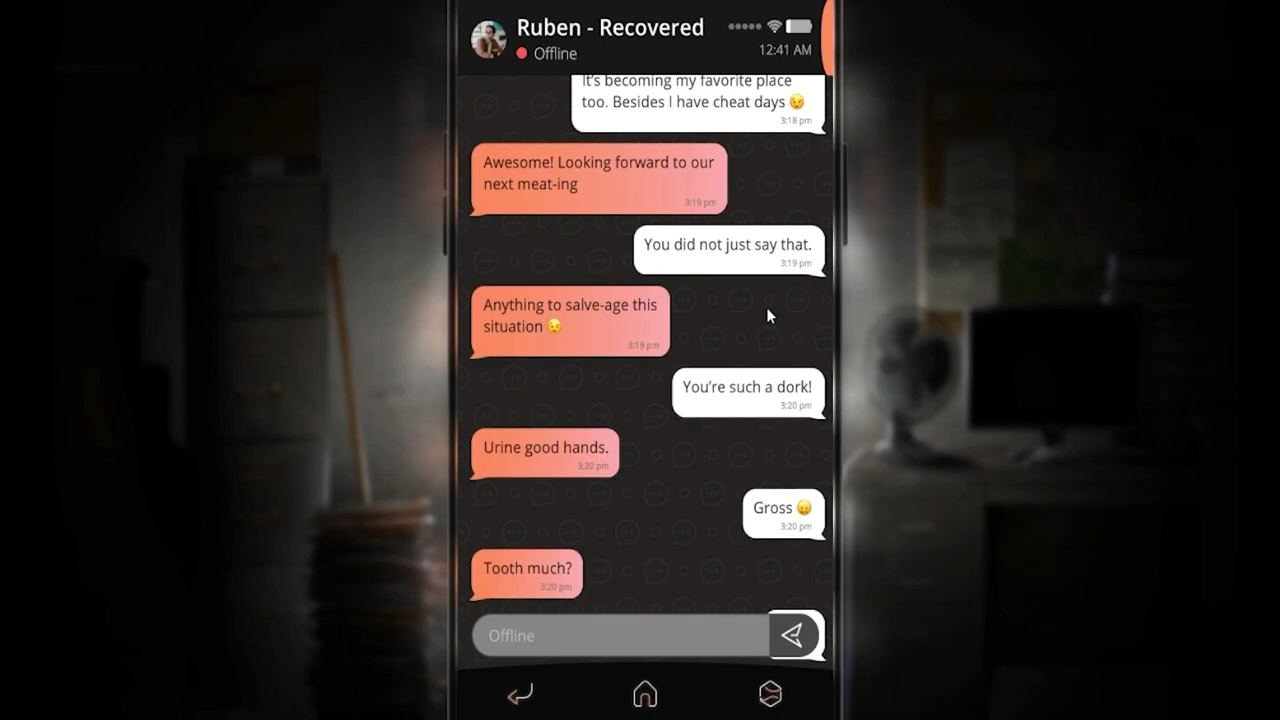 Ruben - Recovered
Offline
12:41 AM
It's becoming my favorite place
too. Besides I have cheat days 😉
3:18 pm
Awesome! Looking forward to our
next meat-ing
3:19 pm
You did not just say that.
3:19 pm
Anything to salve-age this
situation 😉
3:19 pm
You're such a dork!
3:20 pm
Urine good hands.
3:20 pm
Gross 😝
3:20 pm
Tooth much?
3:20 pm
Offline